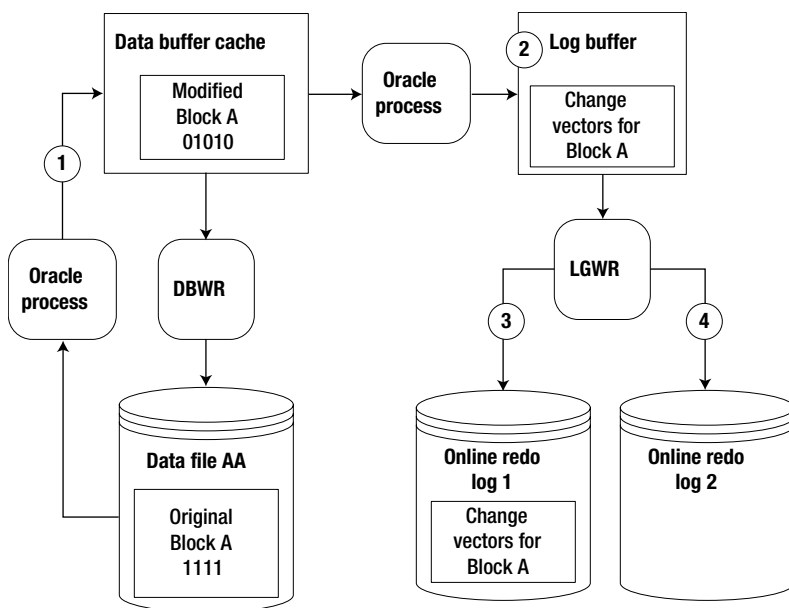 Data buffer cache
Modified
Block A
01010
Oracle
process
2
Log buffer
Change
vectors for
Block A
1
Oracle
process
DBWR
LGWR
3
4
Data file AA
Original
Block A
1111
Online redo
log 1
Change
vectors for
Block A
Online redo
log 2